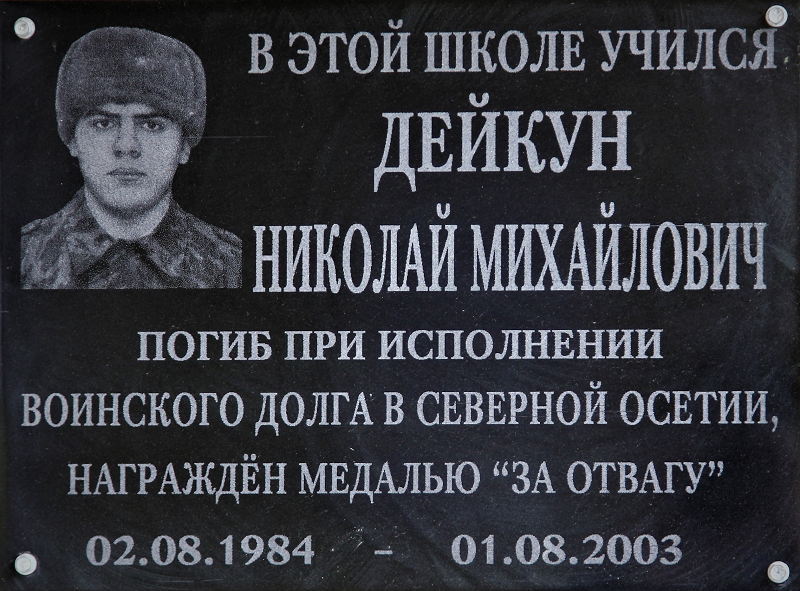 В ЭТОЙ ШКОЛЕ УЧИЛСЯ
ДЕЙКУН
НИКОЛАЙ МИХАЙЛОВИЧ
ПОГИБ ПРИ ИСПОЛНЕНИИ
ВОИНСКОГО ДОЛГА В СЕВЕРНОЙ ОСЕТИИ,
НАГРАЖДЁН МЕДАЛЬЮ “ЗА ОТВАГУ”
02.08.1984 – 01.08.2003